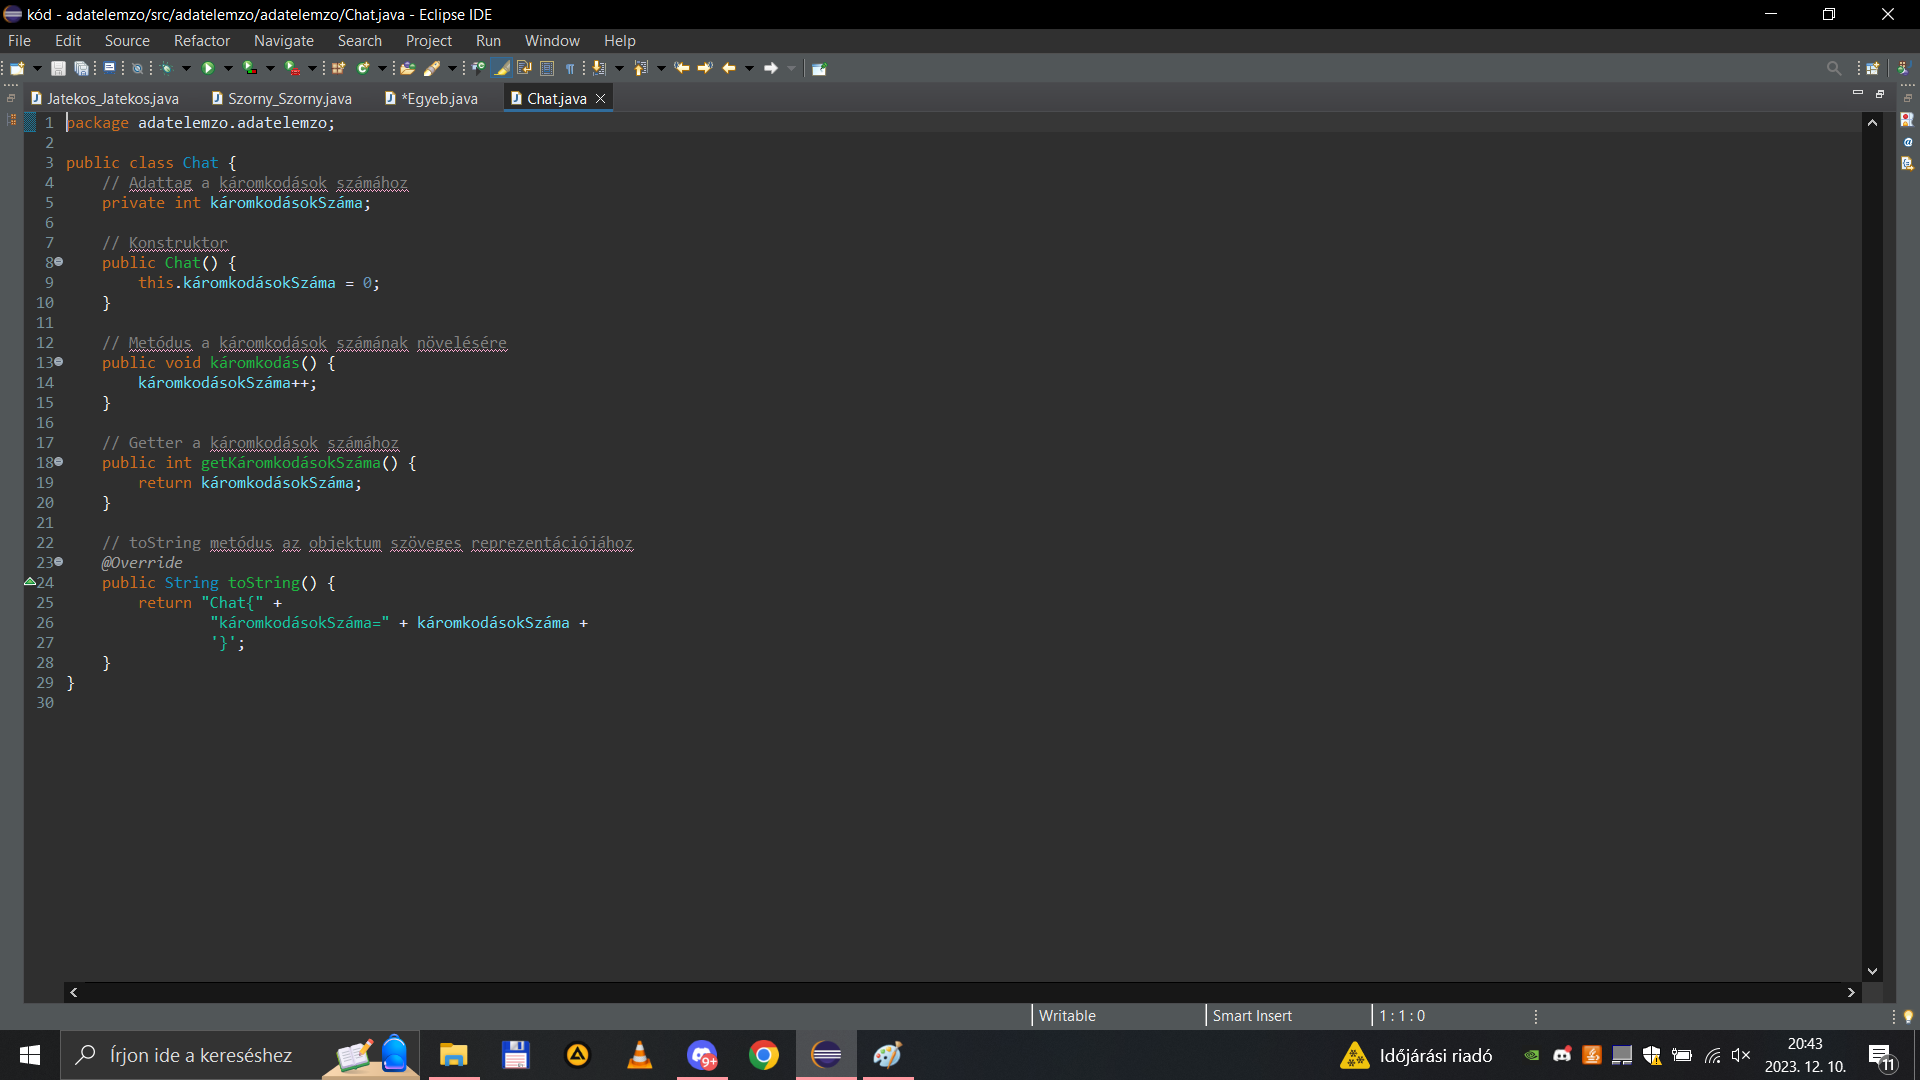 kód - adatelemzo/src/adatelemzo/adatelemzo/Chat.java - Eclipse IDE
File Edit Source Refactor Navigate Search Project Run Window Help
Jatekos_Jatekos.java Szorny_Szorny.java *Egyeb.java Chat.java
1 package adatelemzo.adatelemzo;
2
3 public class Chat {
4 // Adattag a káromkodások számához
5 private int káromkodásokSzáma;
6
7 // Konstruktor
8 public Chat() {
9 this.káromkodásokSzáma = 0;
10 }
11
12 // Metódus a káromkodások számának növelésére
13 public void káromkodás() {
14 káromkodásokSzáma++;
15 }
16
17 // Getter a káromkodások számához
18 public int getKáromkodásokSzáma() {
19 return káromkodásokSzáma;
20 }
21
22 // toString metódus az objektum szöveges reprezentációjához
23 @Override
24 public String toString() {
25 return "Chat{" +
26 "káromkodásokSzáma=" + káromkodásokSzáma +
27 '}';
28 }
29 }
30
Writable Smart Insert 1 : 1 : 0
Írjon ide a kereséshez
9+
Időjárási riadó
20:43
2023. 12. 10.
11